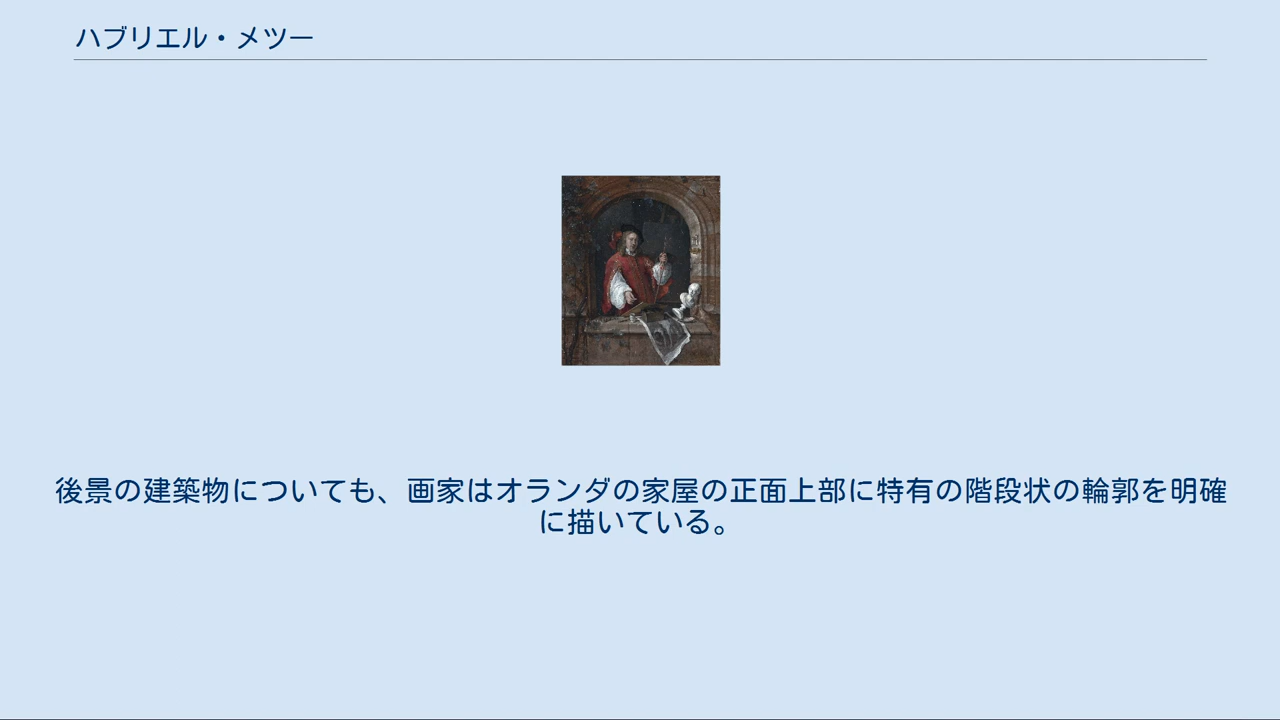 ハブリエル・メツー
後景の建築物についても、画家はオランダの家屋の正面上部に特有の階段状の輪郭を明確
に描いている。